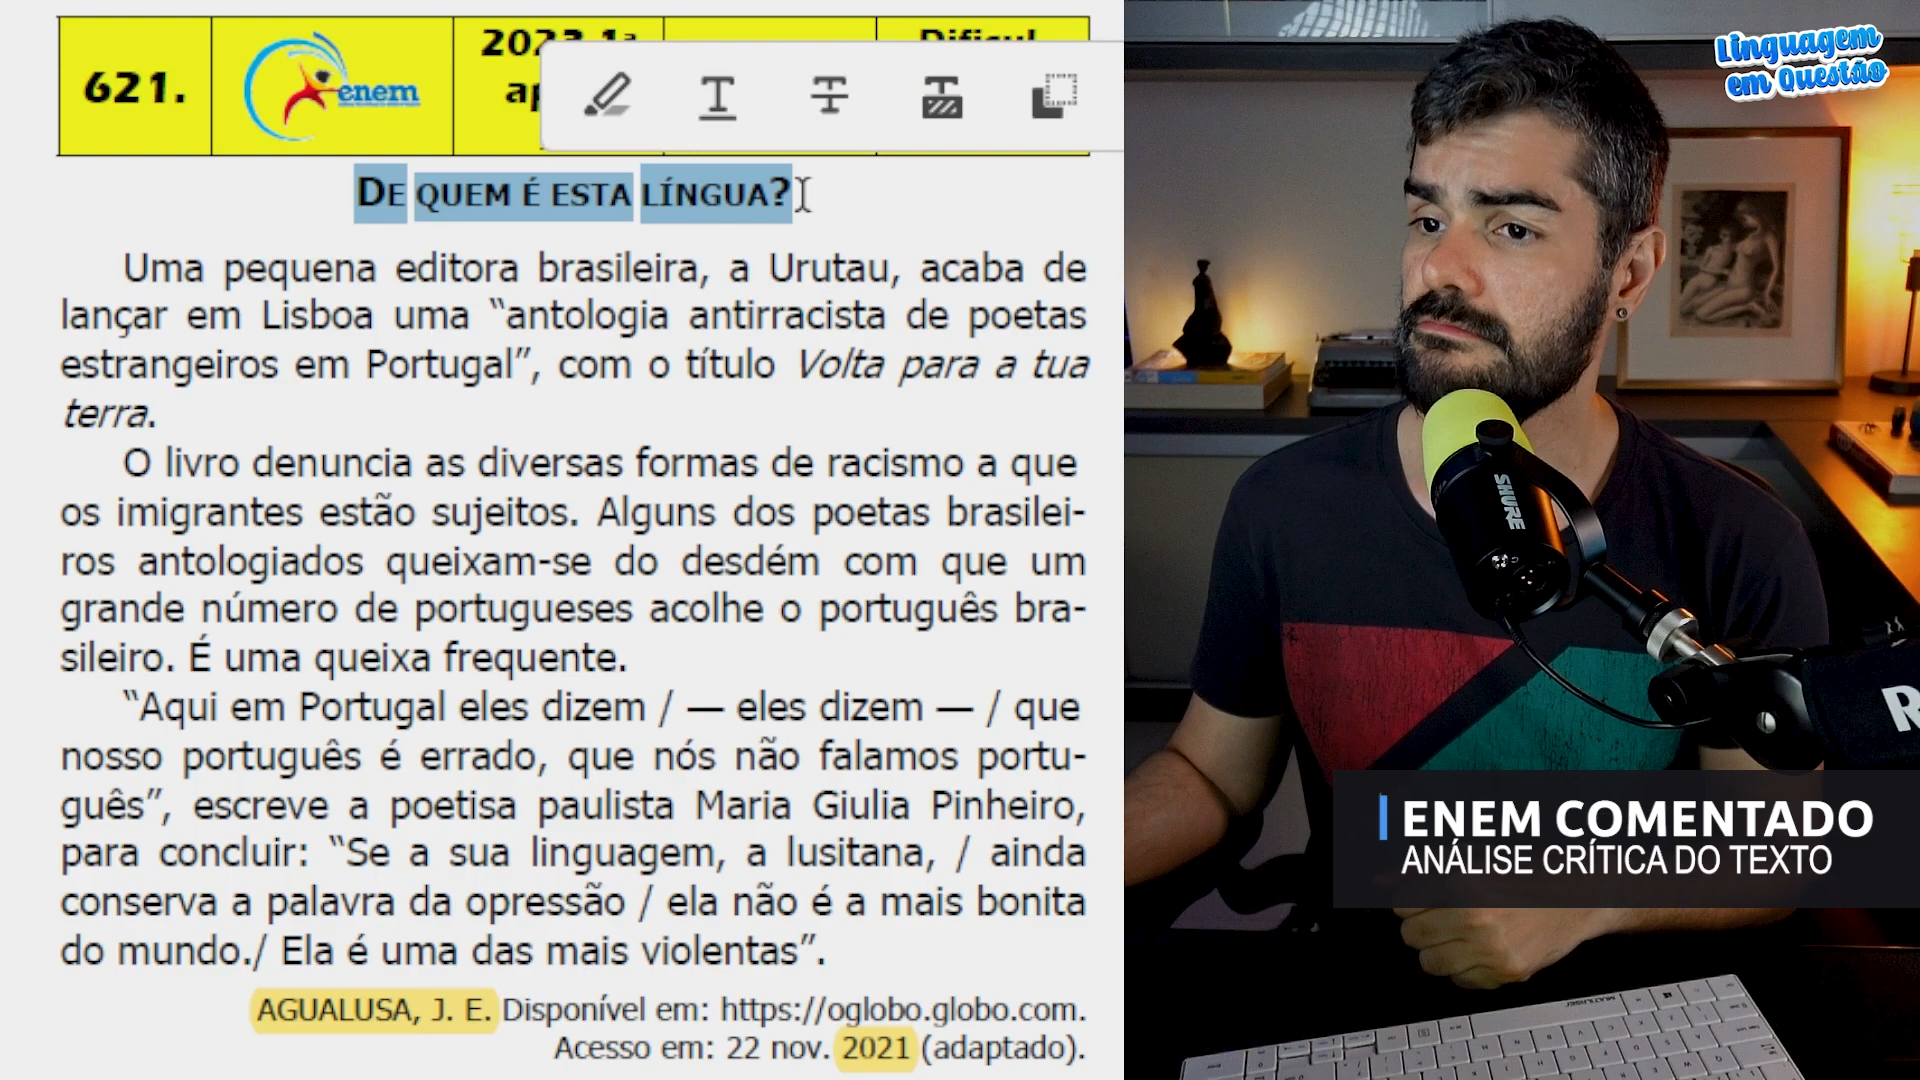 621.
enem
DE QUEM É ESTA LÍNGUA?
Uma pequena editora brasileira, a Urutau, acaba de
lançar em Lisboa uma “antologia antirracista de poetas
estrangeiros em Portugal”, com o título Volta para a tua
terra.
O livro denuncia as diversas formas de racismo a que
os imigrantes estão sujeitos. Alguns dos poetas brasilei-
ros antologiados queixam-se do desdém com que um
grande número de portugueses acolhe o português bra-
sileiro. É uma queixa frequente.
“Aqui em Portugal eles dizem / — eles dizem — / que
nosso português é errado, que nós não falamos portu-
guês”, escreve a poetisa paulista Maria Giulia Pinheiro,
para concluir: “Se a sua linguagem, a lusitana, / ainda
conserva a palavra da opressão / ela não é a mais bonita
do mundo./ Ela é uma das mais violentas”.
AGUALUSA, J. E. Disponível em: https://oglobo.globo.com.
Acesso em: 22 nov. 2021 (adaptado).
Linguagem
em Questão
SHURE
ENEM COMENTADO
ANÁLISE CRÍTICA DO TEXTO